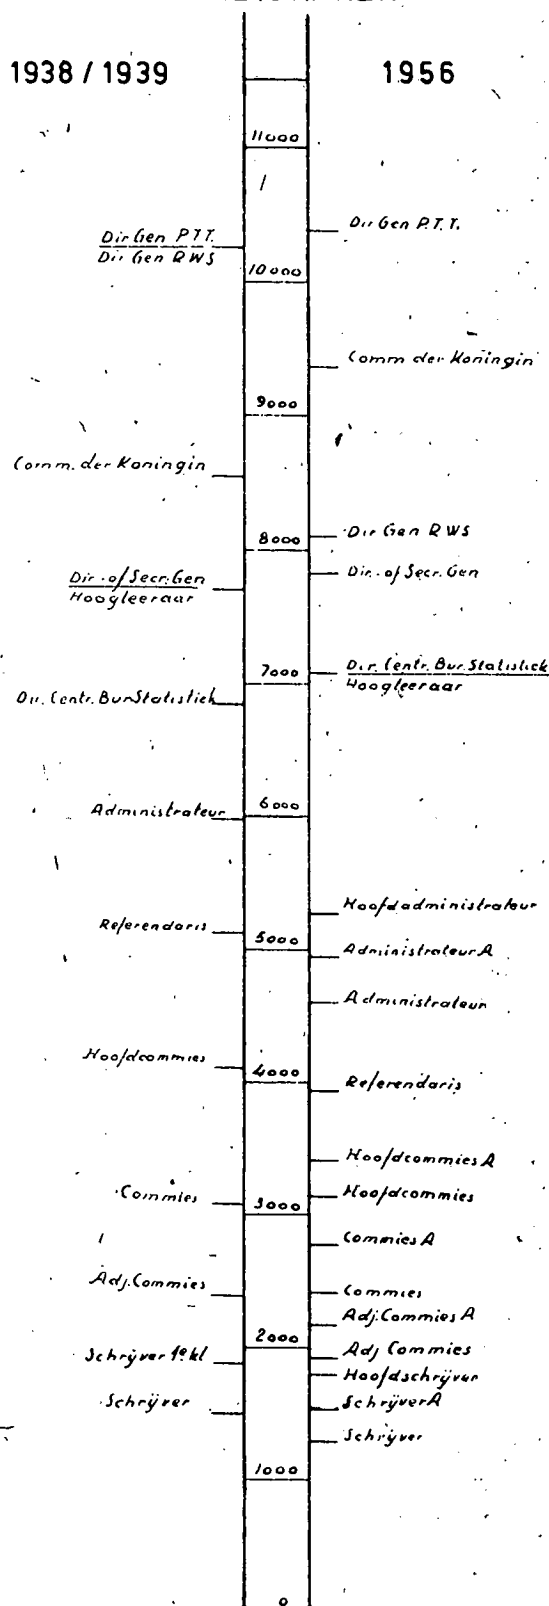 1938 / 1939
1956
11000
Dir Gen P.T.T.
Dir Gen P.T.T.
Dir Gen RWS
10000
Comm der Koningin
9000
Comm. der Koningin
8000
Dir Gen RWS
Dir. of Secr. Gen
Dir. of Secr. Gen
Hoogleeraar
7000
Dir. Centr. Bur. Statistiek
Hoogleeraar
Dir. Centr. Bur Statistiek
6000
Administrateur
Hoofdadministrateur
Referendaris
5000
Administrateur A
Administrateur
Hoofdcommies
4000
Referendaris
Hoofdcommies A
Commies
Hoofdcommies
3000
Commies A
Adj. Commies
Commies
Adj. Commies A
2000
Schrijver 1e kl
Adj Commies
Hoofdschrijver
Schrijver
Schrijver A
Schrijver
1000
0